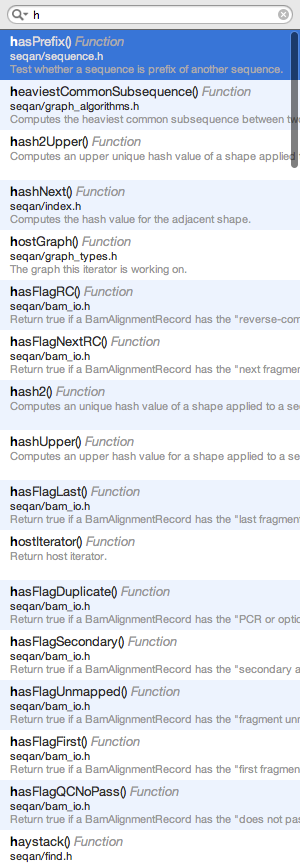 h
hasPrefix() Function
seqan/sequence.h
Test whether a sequence is prefix of another sequence.
heaviestCommonSubsequence() Function
seqan/graph_algorithms.h
Computes the heaviest common subsequence between
hash2Upper() Function
Computes an upper unique hash value of a shape applied
hashNext() Function
seqan/index.h
Computes the hash value for the adjacent shape.
hostGraph() Function
seqan/graph_types.h
The graph this iterator is working on.
hasFlagRC() Function
seqan/bam_io.h
Return true if a BamAlignmentRecord has the "reverse-com
hasFlagNextRC() Function
seqan/bam_io.h
Return true if a BamAlignmentRecord has the "next fragmen
hash2() Function
Computes an unique hash value of a shape applied to a se
hashUpper() Function
Computes an upper hash value for a shape applied to a se
hasFlagLast() Function
seqan/bam_io.h
Return true if a BamAlignmentRecord has the "last fragmen
hostIterator() Function
Return host iterator.
hasFlagDuplicate() Function
seqan/bam_io.h
Return true if a BamAlignmentRecord has the "PCR or optic
hasFlagSecondary() Function
seqan/bam_io.h
Return true if a BamAlignmentRecord has the "secondary a
hasFlagUnmapped() Function
seqan/bam_io.h
Return true if a BamAlignmentRecord has the "fragment unr
hasFlagFirst() Function
seqan/bam_io.h
Return true if a BamAlignmentRecord has the "first fragmen
hasFlagQCNoPass() Function
seqan/bam_io.h
Return true if a BamAlignmentRecord has the "does not pas
haystack() Function
seqan/find.h